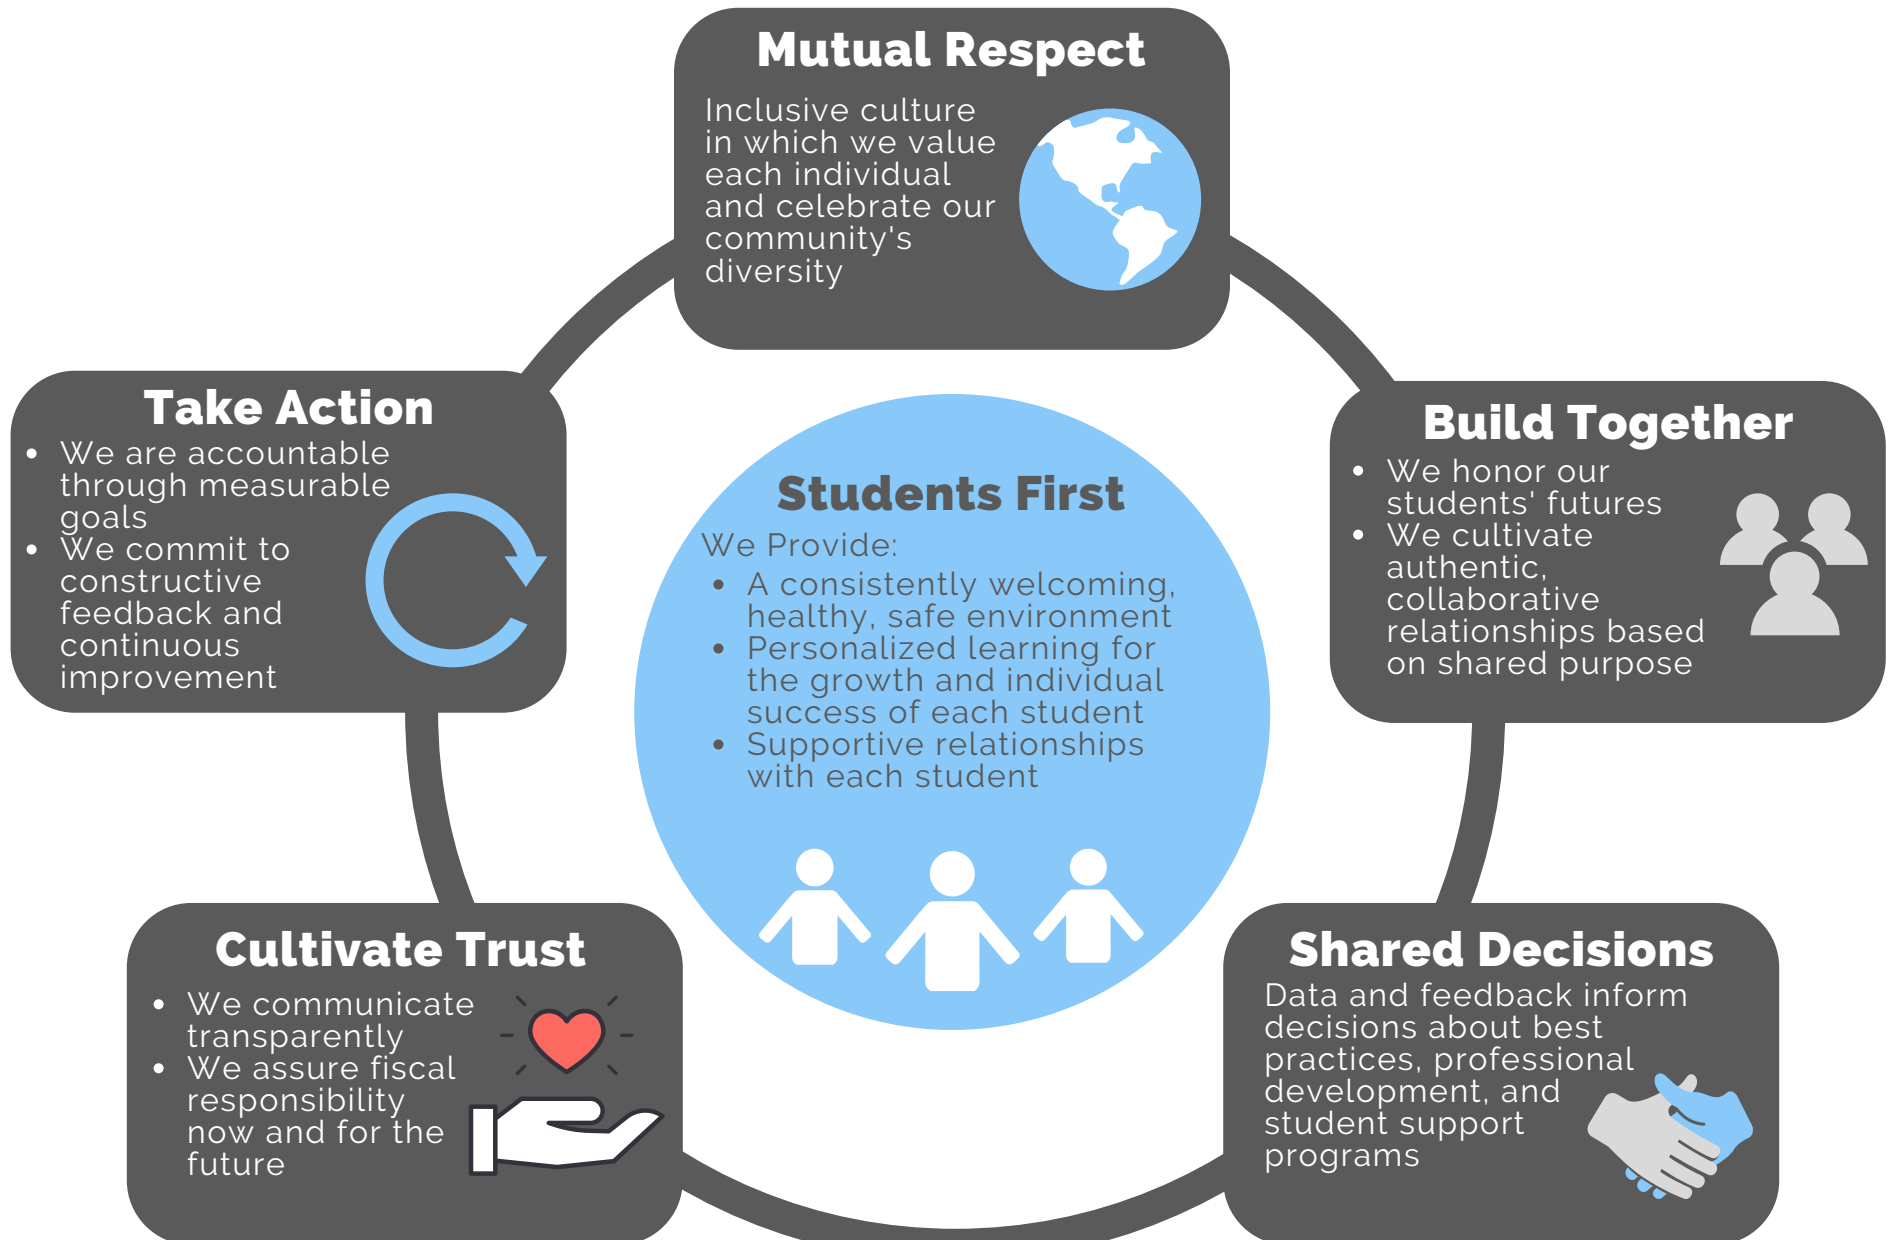 Mutual Respect
Inclusive culture
in which we value
each individual
and celebrate our
community's
diversity
Take Action
• We are accountable
through measurable
goals
• We commit to
constructive
feedback and
continuous
improvement
Students First
We Provide:
• A consistently welcoming,
healthy, safe environment
• Personalized learning for
the growth and individual
success of each student
• Supportive relationships
with each student
Build Together
• We honor our
students' futures
• We cultivate
authentic,
collaborative
relationships based
on shared purpose
Cultivate Trust
• We communicate
transparently
• We assure fiscal
responsibility
now and for the
future
Shared Decisions
Data and feedback inform
decisions about best
practices, professional
development, and
student support
programs